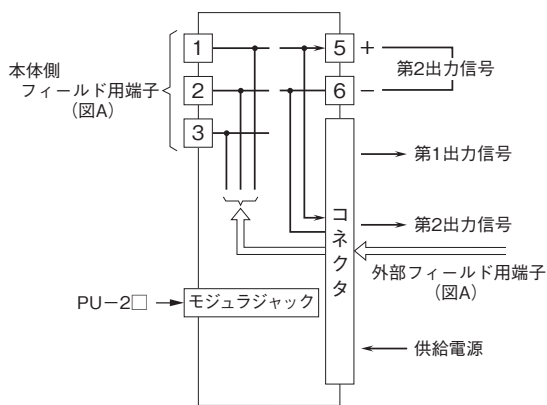 本体側
フィールド用端子
(図A)
1
2
3
5
+
6
−
第2出力信号
第1出力信号
第2出力信号
コネクタ
外部フィールド用端子
(図A)
PU−2□
モジュラジャック
供給電源